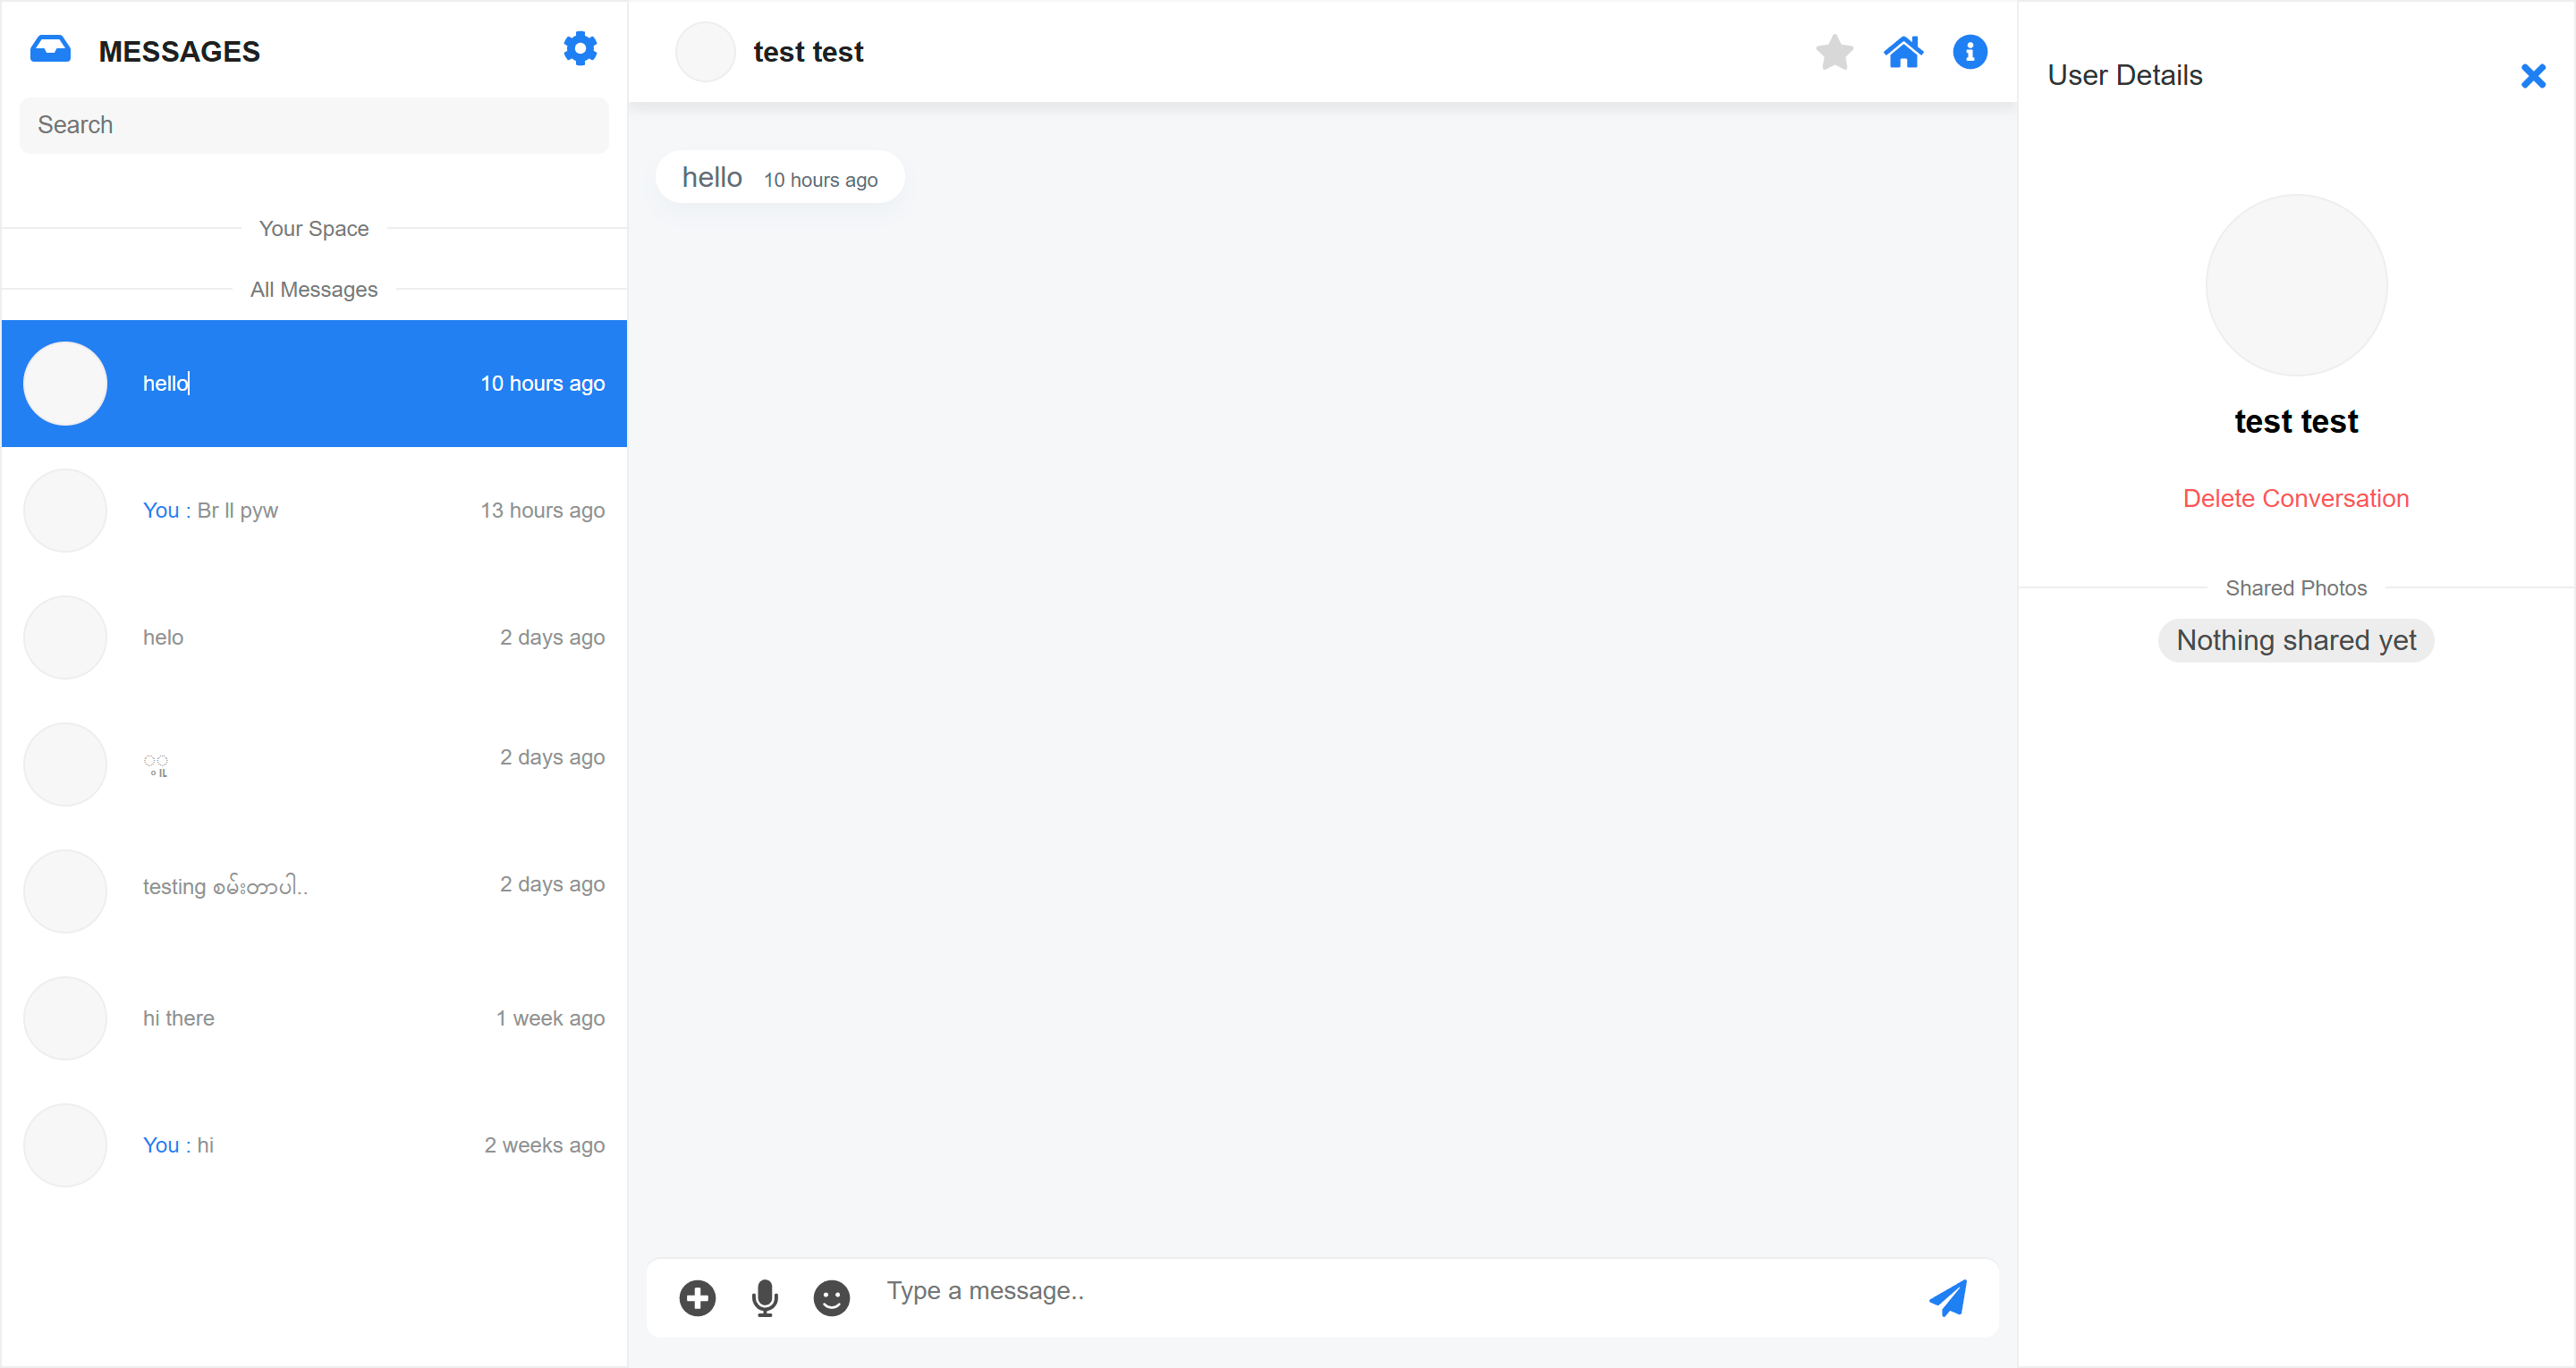 MESSAGES
Search
Your Space
All Messages
hello 10 hours ago
You : Br ll pyw 13 hours ago
helo 2 days ago
့ူ 2 days ago
testing စမ်းတာပါ.. 2 days ago
hi there 1 week ago
You : hi 2 weeks ago
test test
hello 10 hours ago
Type a message..
User Details
test test
Delete Conversation
Shared Photos
Nothing shared yet